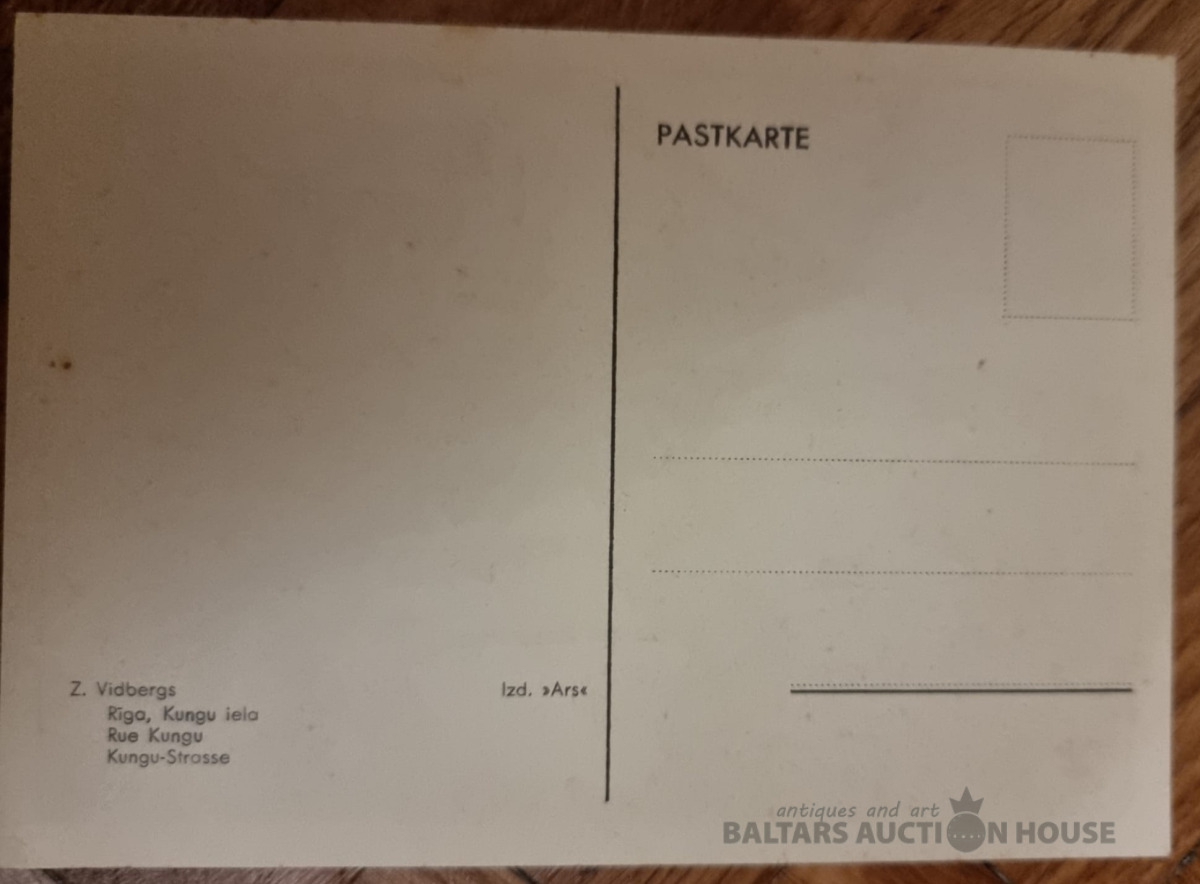 PASTKARTE
Z. Vidbergs
Rīga, Kungu iela
Rue Kungu
Kungu-Strasse
Izd. »Ars«
antiques and art
BALTARS AUCTION HOUSE